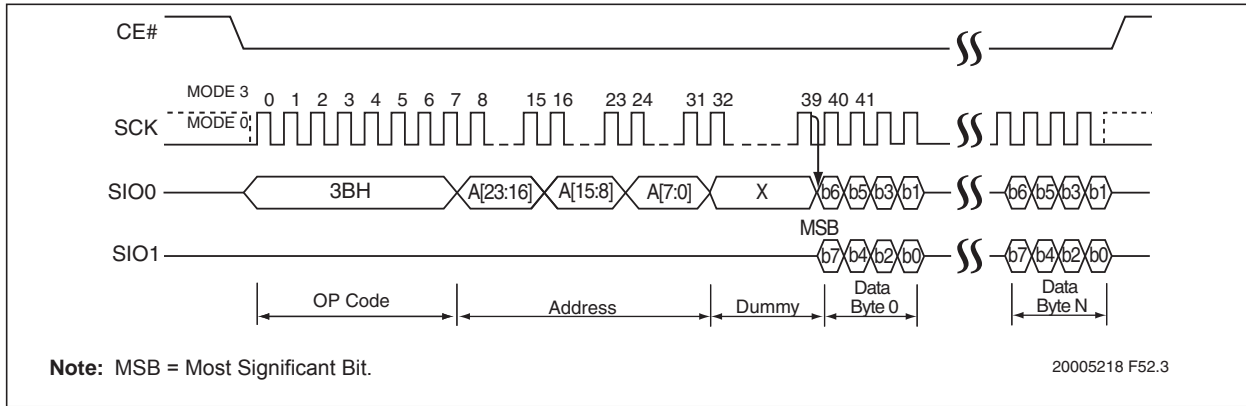 CE#
MODE 3
0 1 2 3 4 5 6 7 8 15 16 23 24 31 32 39 40 41
SCK MODE 0
SIO0 3BH A[23:16] A[15:8] A[7:0] X b6 b5 b3 b1 b6 b5 b3 b1
MSB
SIO1 b7 b4 b2 b0 b7 b4 b2 b0
OP Code Address Dummy Data Byte 0 Data Byte N
Note: MSB = Most Significant Bit.
20005218 F52.3